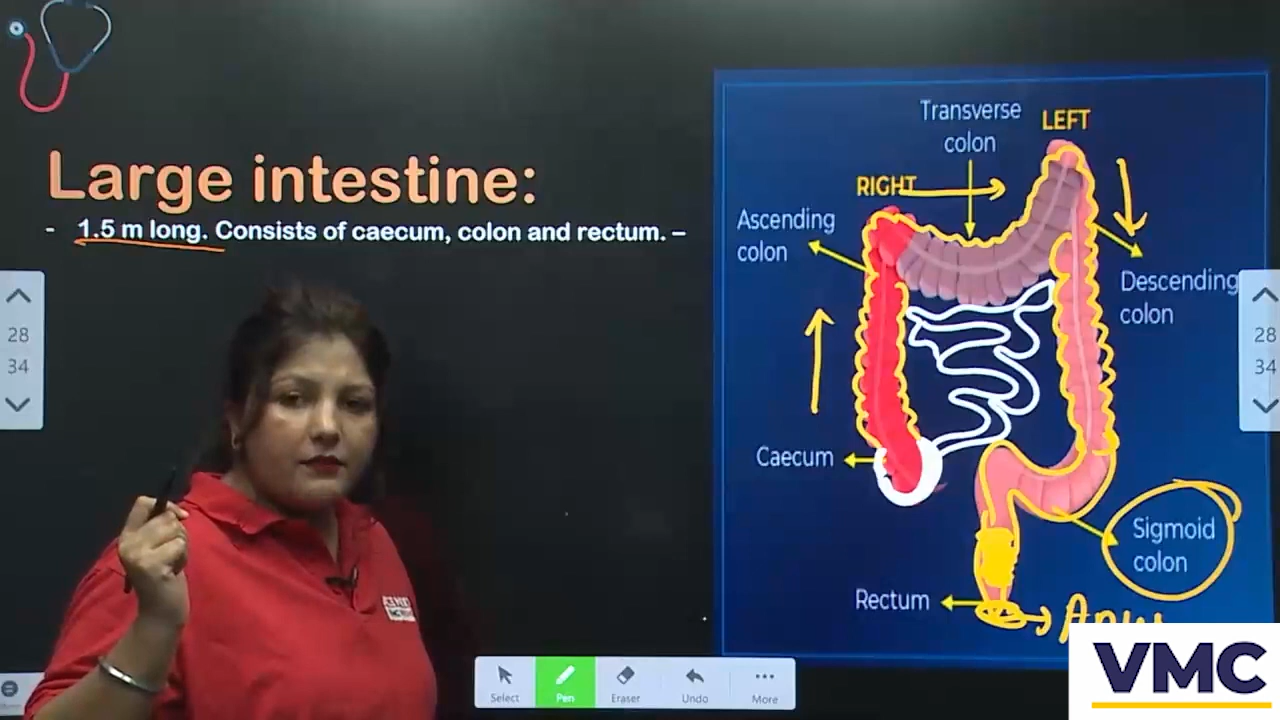 Large intestine:
- 1.5 m long. Consists of caecum, colon and rectum. –
Transverse
colon
LEFT
RIGHT
Ascending
colon
Descending
colon
Caecum
Sigmoid
colon
Rectum
Anus
28
34
28
34
Select
Pen
Eraser
Undo
More
VMC